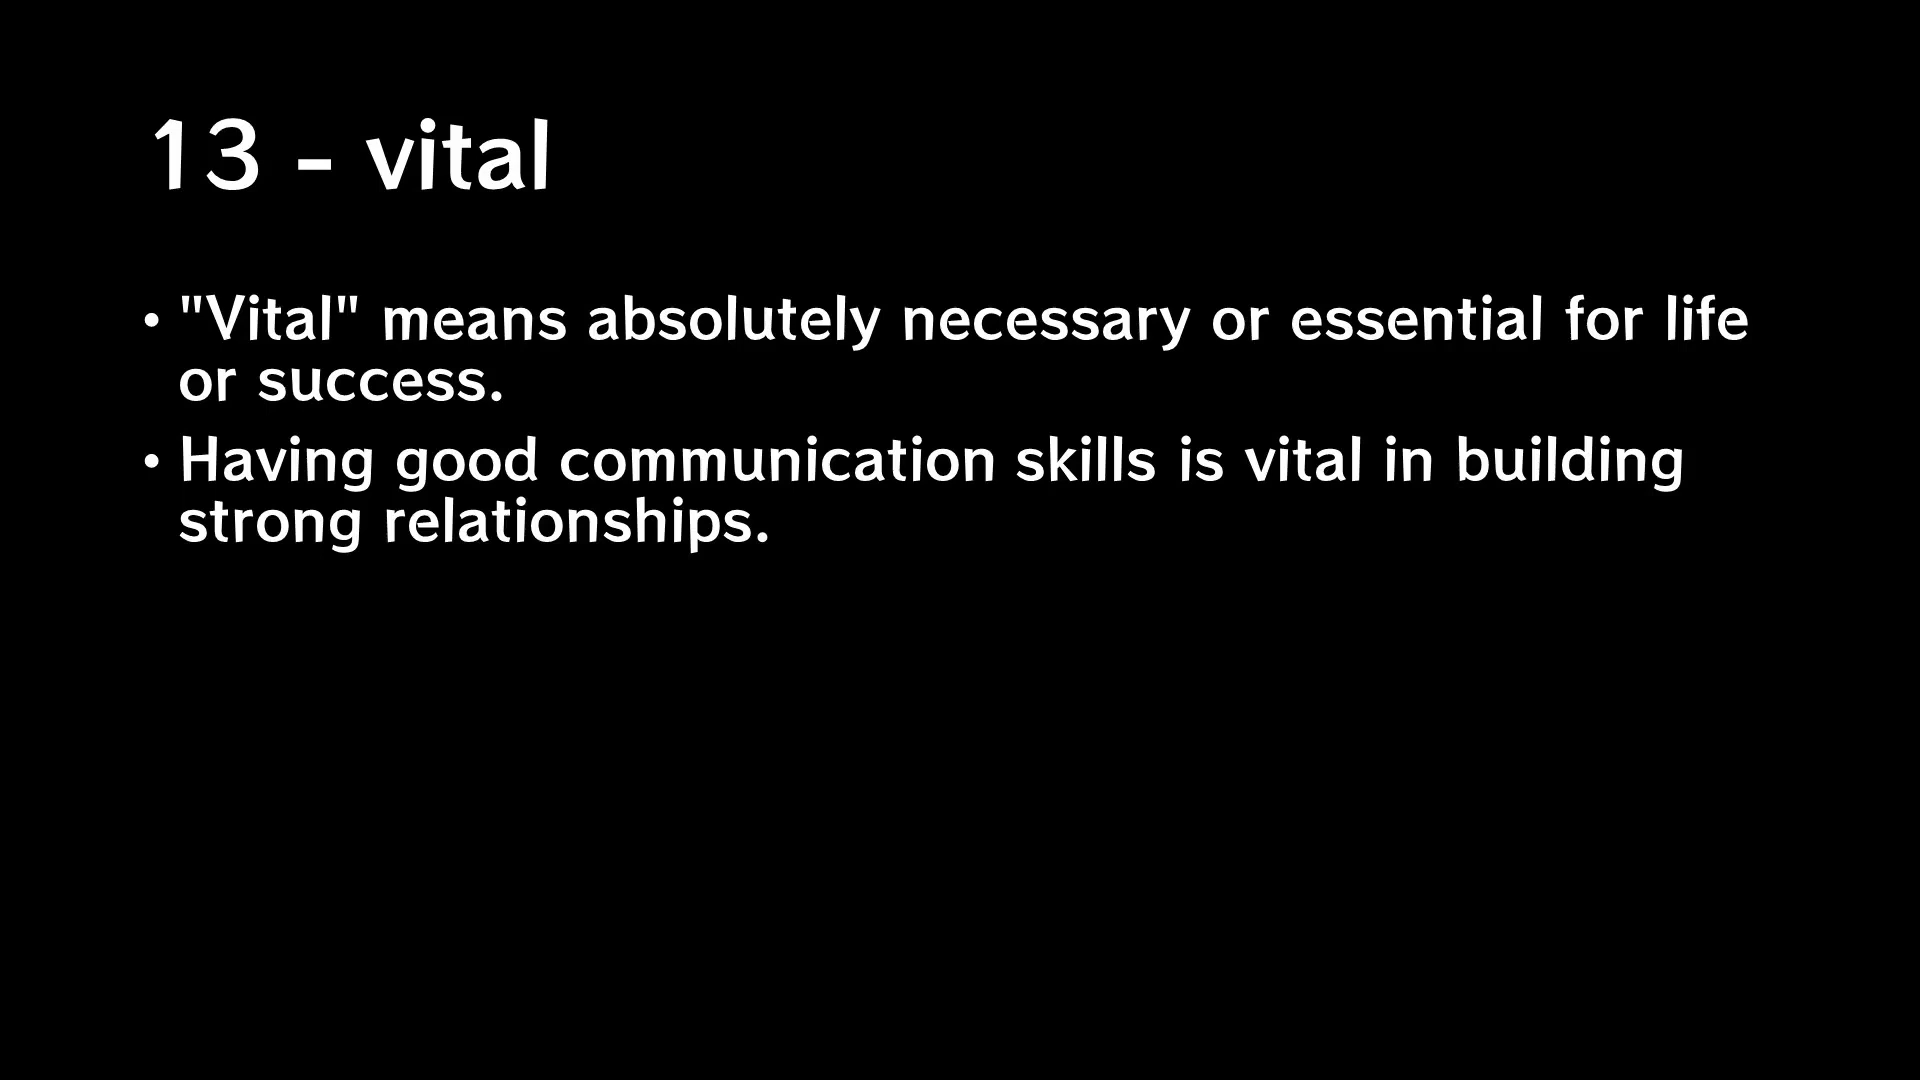 13 - vital
• "Vital" means absolutely necessary or essential for life
or success.
• Having good communication skills is vital in building
strong relationships.